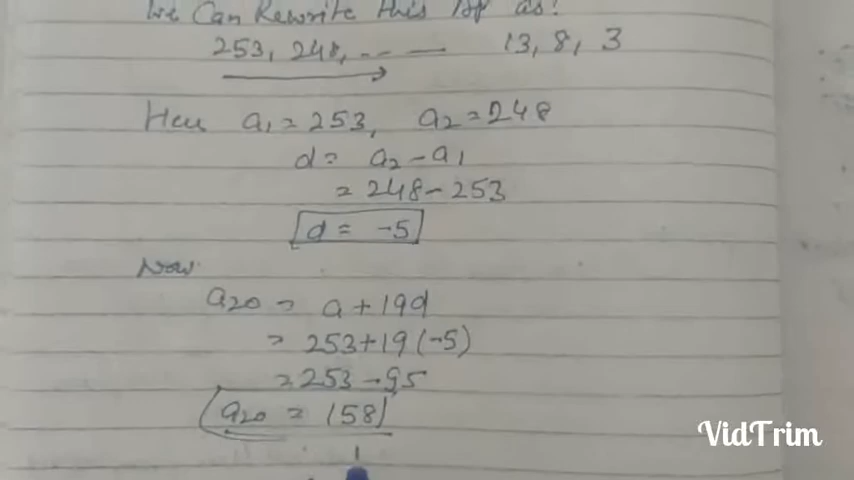 We Can Rewrite this as:
253, 248, ... — 13, 8, 3
Here a₁ = 253, a₂ = 248
d = a₂ - a₁
= 248 - 253
d = -5
Now
a₂₀ = a + 19d
= 253 + 19 (-5)
= 253 - 95
a₂₀ = 158
VidTrim